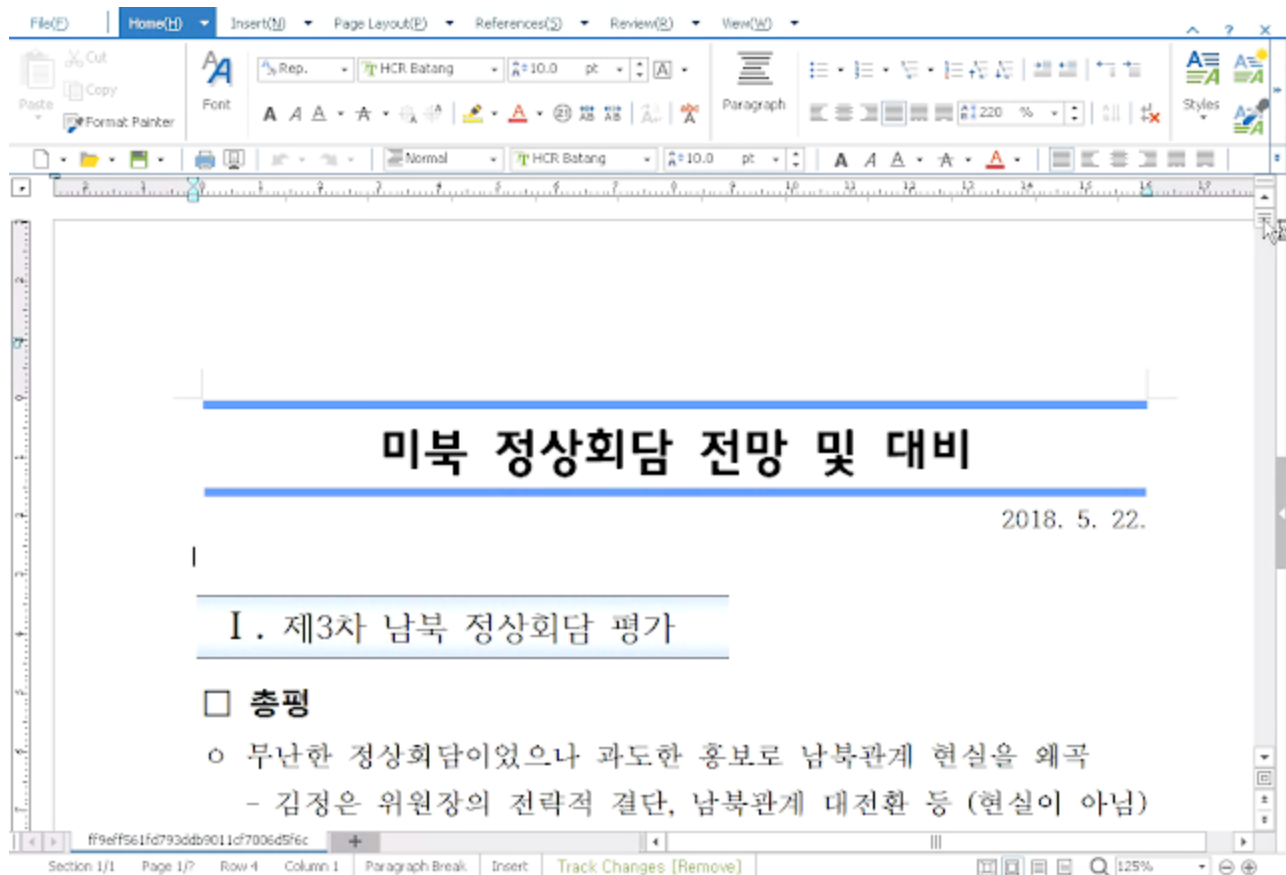 File(F) Home(H) Insert(N) Page Layout(P) References(S) Review(R) View(W)
Cut
Copy
Paste Format Painter
Font
Rep. HCR Batang 10.0 pt
Paragraph
220 %
Styles
Normal HCR Batang 10.0 pt
미북 정상회담 전망 및 대비
2018. 5. 22.
Ⅰ. 제3차 남북 정상회담 평가
□ 총평
ㅇ 무난한 정상회담이었으나 과도한 홍보로 남북관계 현실을 왜곡
- 김정은 위원장의 전략적 결단, 남북관계 대전환 등 (현실이 아님)
ff9eff561fd793ddb9011cf7006d5f6c
Section 1/1 Page 1/? Row 4 Column 1 Paragraph Break Insert Track Changes [Remove] 125%